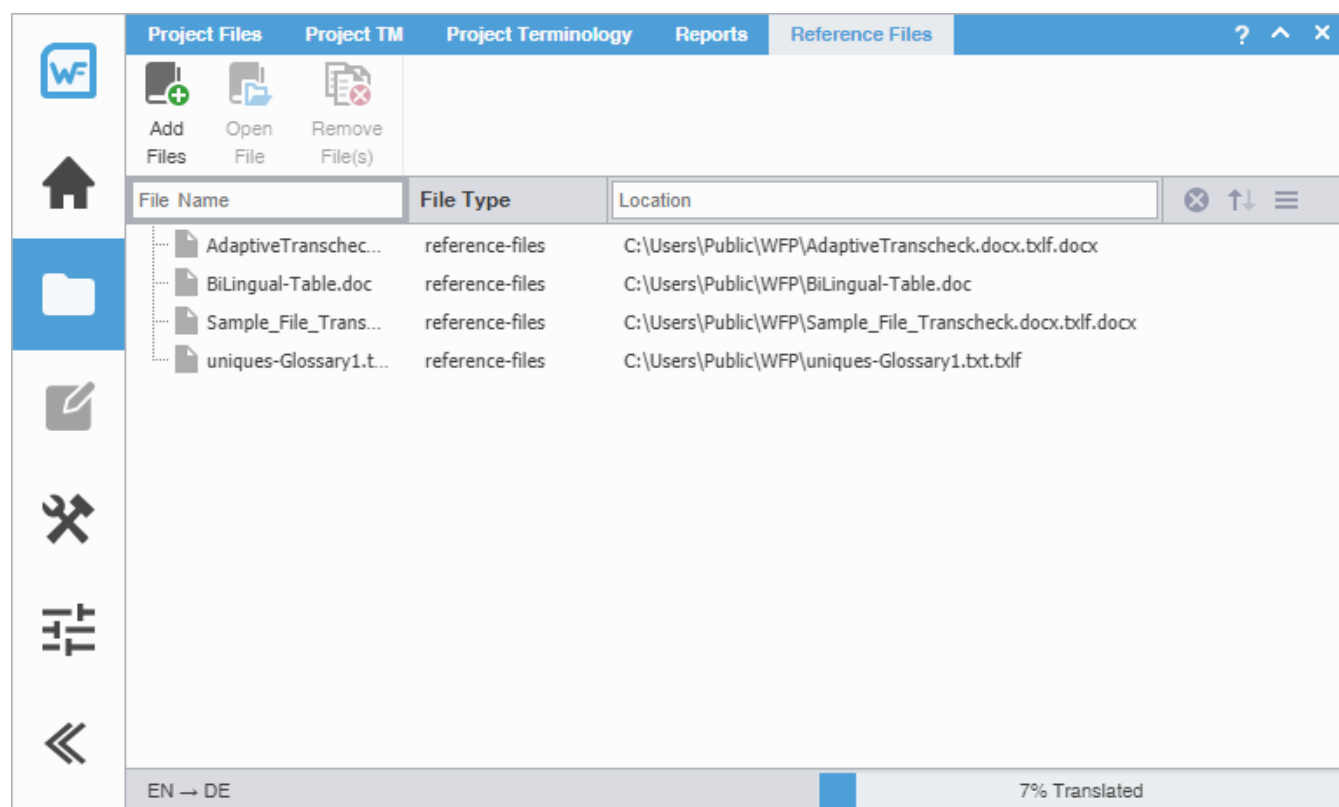 WF
Project Files Project TM Project Terminology Reports Reference Files ?
Add Files Open File Remove File(s)
File Name File Type Location
AdaptiveTranschec... reference-files C:\Users\Public\WFP\AdaptiveTranscheck.docx.txlf.docx
BiLingual-Table.doc reference-files C:\Users\Public\WFP\BiLingual-Table.doc
Sample_File_Trans... reference-files C:\Users\Public\WFP\Sample_File_Transcheck.docx.txlf.docx
uniques-Glossary1.t... reference-files C:\Users\Public\WFP\uniques-Glossary1.txt.txlf
EN → DE 7% Translated